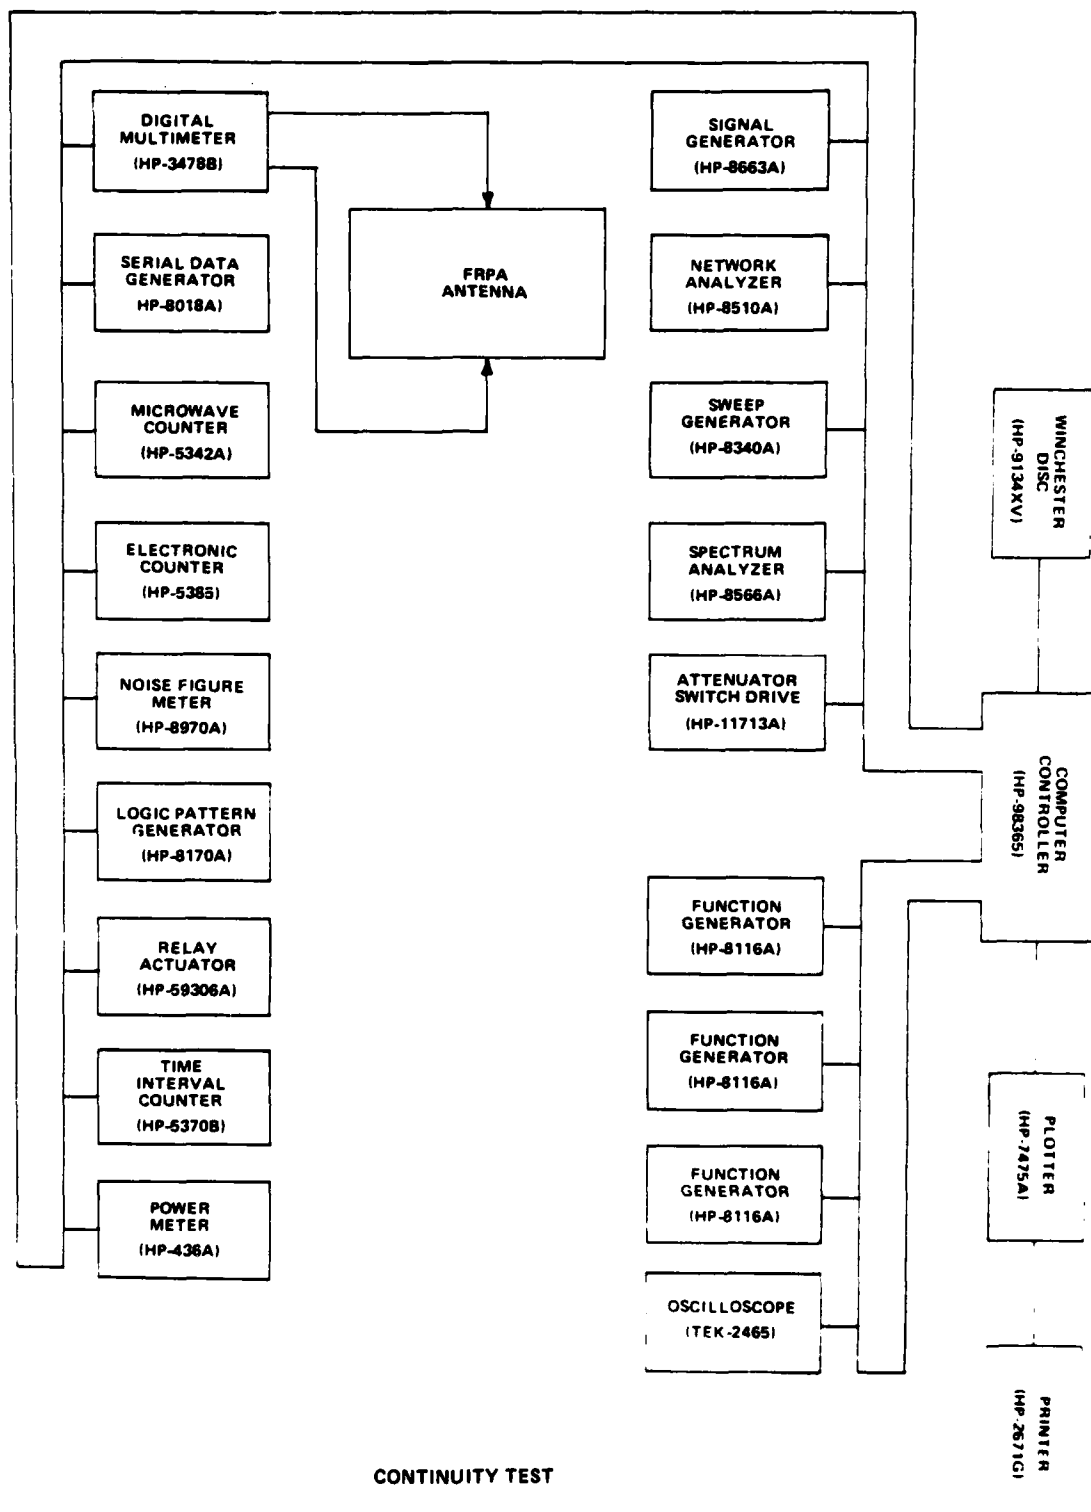 DIGITAL
MULTIMETER
(HP-3478B)
SERIAL DATA
GENERATOR
HP-8018A)
MICROWAVE
COUNTER
(HP-5342A)
ELECTRONIC
COUNTER
(HP-5385)
NOISE FIGURE
METER
(HP-8970A)
LOGIC PATTERN
GENERATOR
(HP-8170A)
RELAY
ACTUATOR
(HP-59306A)
TIME
INTERVAL
COUNTER
(HP-5370B)
POWER
METER
(HP-436A)
FRPA
ANTENNA
SIGNAL
GENERATOR
(HP-8663A)
NETWORK
ANALYZER
(HP-8510A)
SWEEP
GENERATOR
(HP-8340A)
SPECTRUM
ANALYZER
(HP-8566A)
ATTENUATOR
SWITCH DRIVE
(HP-11713A)
FUNCTION
GENERATOR
(HP-8116A)
FUNCTION
GENERATOR
(HP-8116A)
FUNCTION
GENERATOR
(HP-8116A)
OSCILLOSCOPE
(TEK-2465)
WINCHESTER
DISC
(HP-9134XV)
COMPUTER
CONTROLLER
(HP-98365)
PLOTTER
(HP-7475A)
PRINTER
(HP-2671G)
CONTINUITY TEST